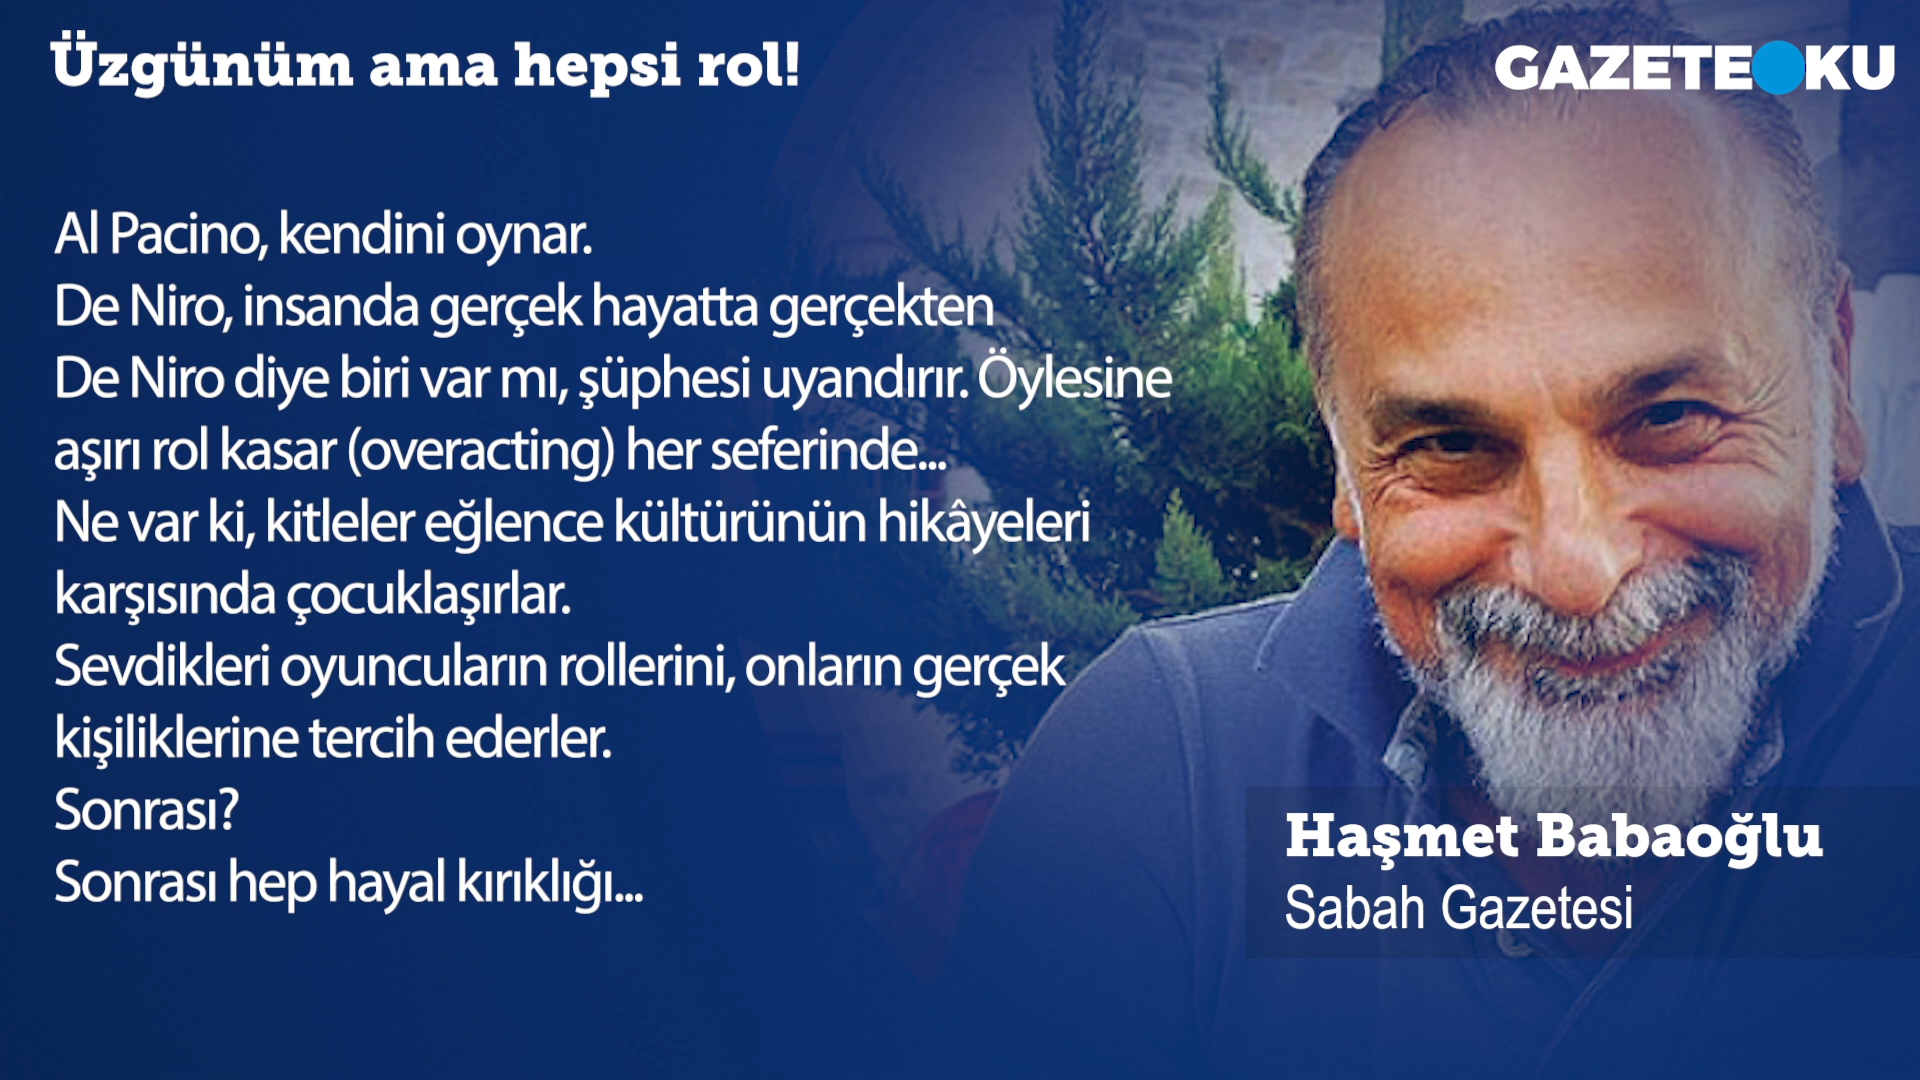 Üzgünüm ama hepsi rol!
GAZETEOKU
Al Pacino, kendini oynar.
De Niro, insanda gerçek hayatta gerçekten
De Niro diye biri var mı, şüphesi uyandırır. Öylesine
aşırı rol kasar (overacting) her seferinde...
Ne var ki, kitleler eğlence kültürünün hikâyeleri
karşısında çocuklaşırlar.
Sevdikleri oyuncuların rollerini, onların gerçek
kişiliklerine tercih ederler.
Sonrası?
Sonrası hep hayal kırıklığı...
Haşmet Babaoğlu
Sabah Gazetesi